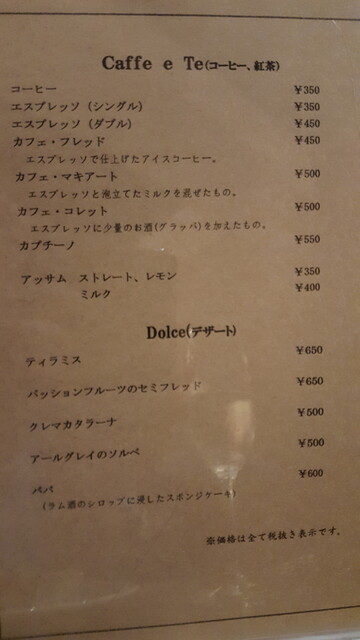 Caffe e Te(コーヒー、紅茶)
コーヒー ¥350
エスプレッソ（シングル） ¥350
エスプレッソ（ダブル） ¥450
カフェ・フレッド ¥450
エスプレッソで仕上げたアイスコーヒー。
カフェ・マキアート ¥500
エスプレッソと泡立てたミルクを混ぜたもの。
カフェ・コレット ¥500
エスプレッソに少量のお酒(グラッパ)を加えたもの。
カプチーノ ¥550
アッサム ストレート、レモン ¥350
ミルク ¥400
Dolce(デザート)
ティラミス ¥650
パッションフルーツのセミフレッド ¥650
クレマカタラーナ ¥500
アールグレイのソルベ ¥500
ババ ¥600
(ラム酒のシロップに浸したスポンジケーキ)
※価格は全て税抜き表示です。